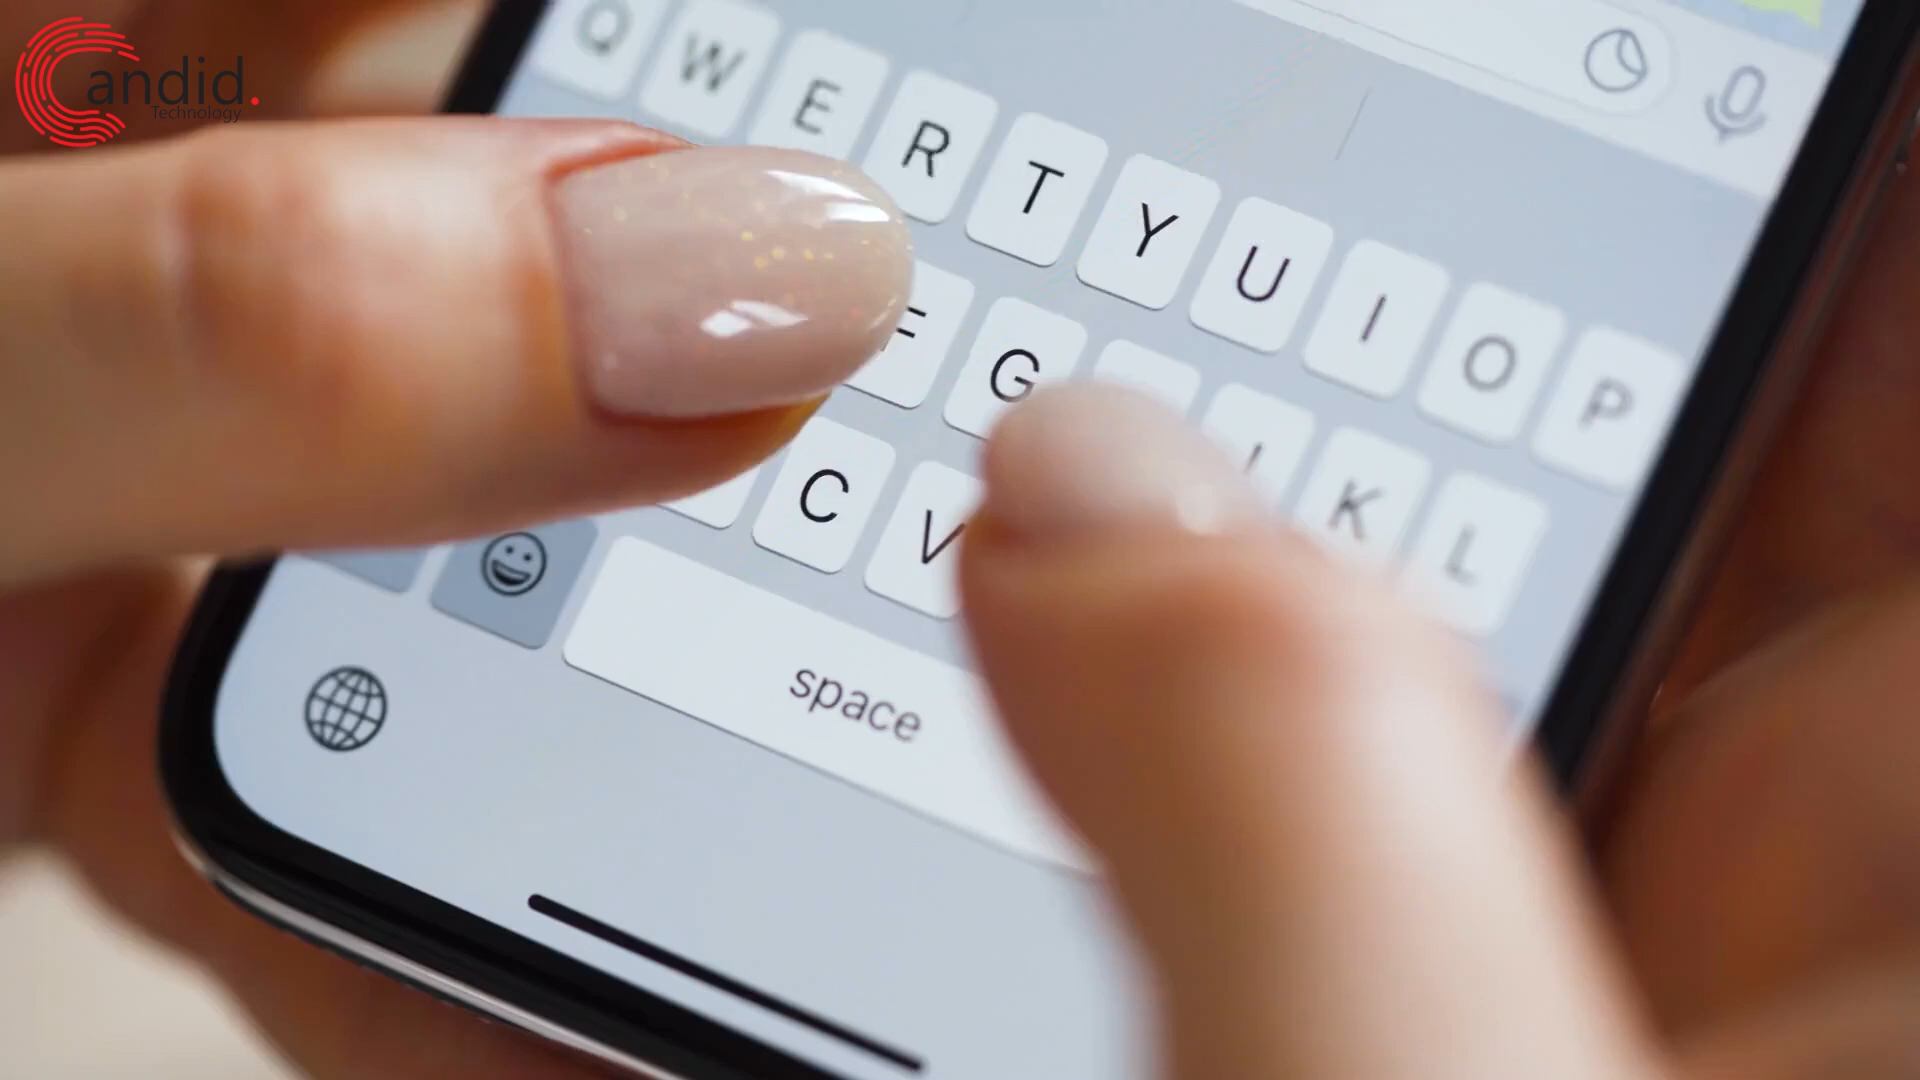 Candid.
Technology
Q W E R T Y U I O P
F G J K L
C V
space